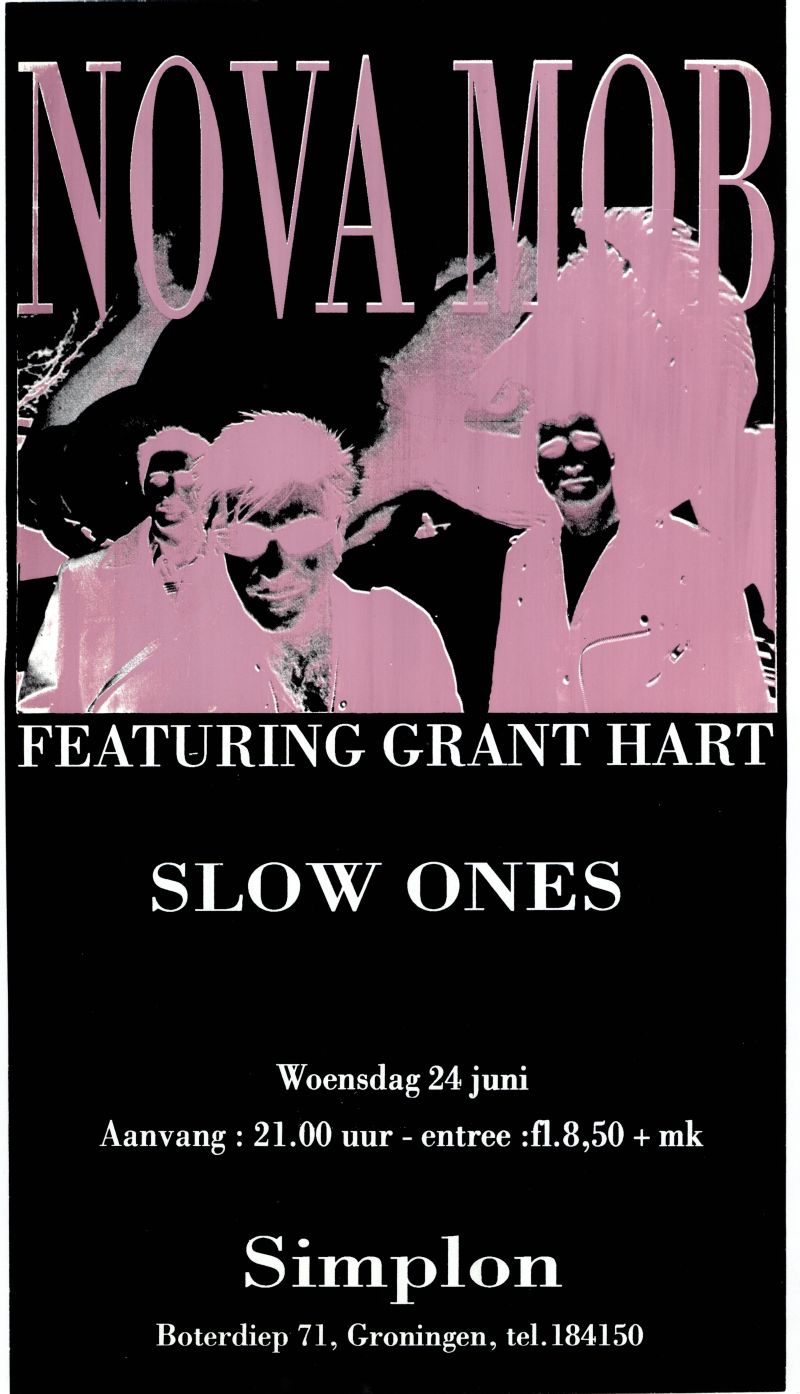 NOVA MOB
FEATURING GRANT HART
SLOW ONES
Woensdag 24 juni
Aanvang : 21.00 uur - entree :fl.8,50 + mk
Simplon
Boterdiep 71, Groningen, tel.184150